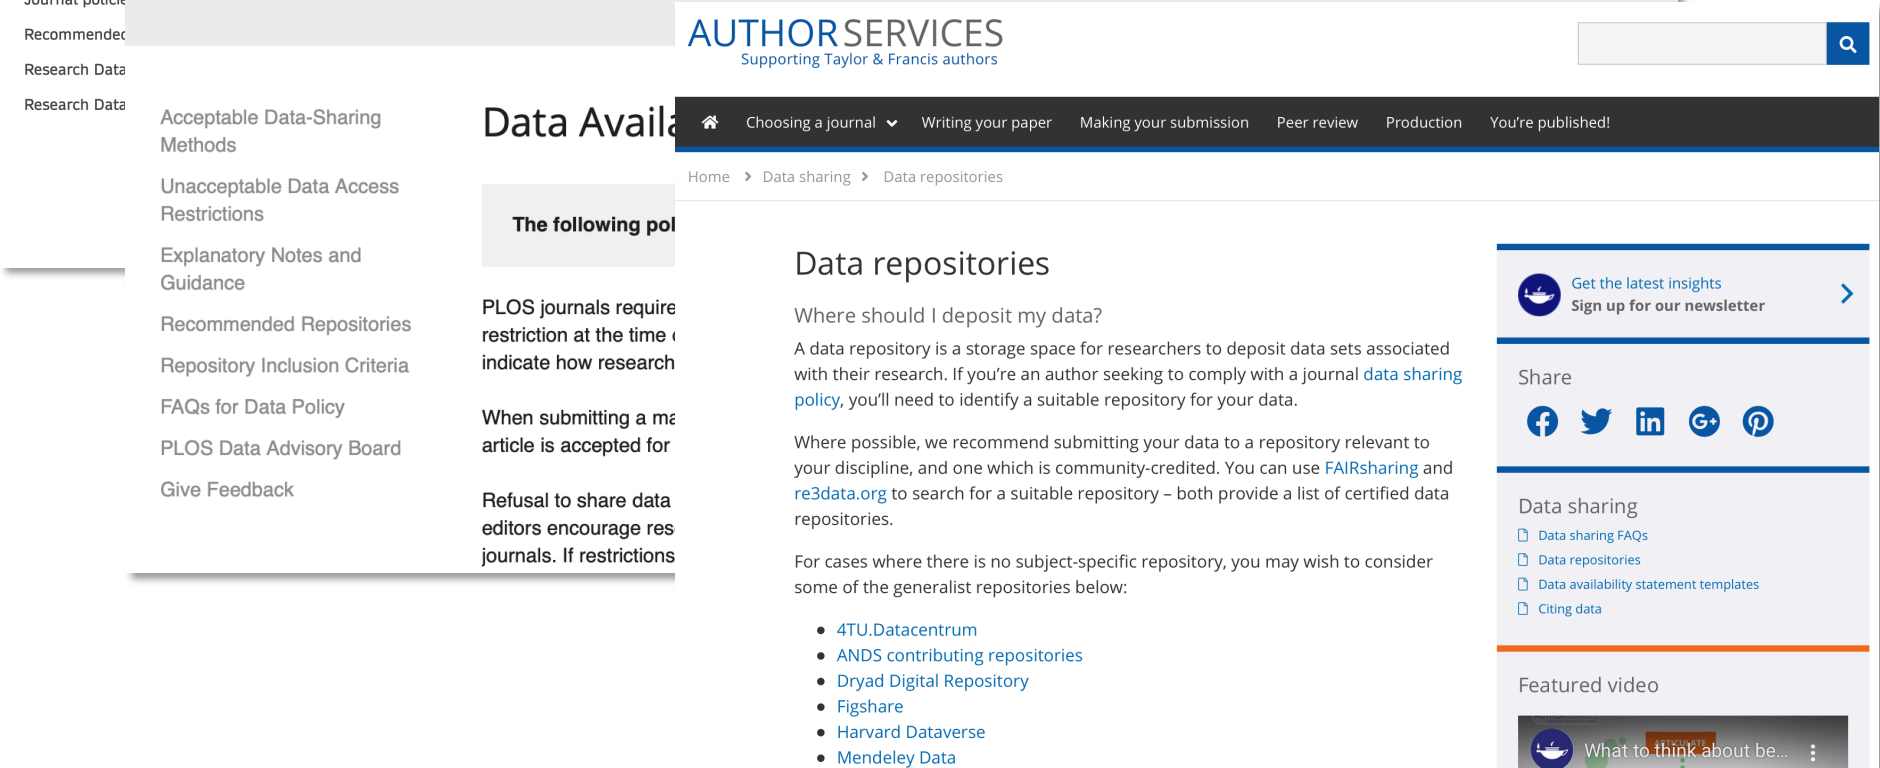 Recommended
Research Data
Research Data
Acceptable Data-Sharing
Methods
Unacceptable Data Access
Restrictions
Explanatory Notes and
Guidance
Recommended Repositories
Repository Inclusion Criteria
FAQs for Data Policy
PLOS Data Advisory Board
Give Feedback
Data Availa
The following pol
PLOS journals require
restriction at the time
indicate how research
When submitting a ma
article is accepted for
Refusal to share data
editors encourage res
journals. If restrictions
AUTHOR SERVICES
Supporting Taylor & Francis authors
Choosing a journal Writing your paper Making your submission Peer review Production You're published!
Home > Data sharing > Data repositories
Data repositories
Where should I deposit my data?
A data repository is a storage space for researchers to deposit data sets associated
with their research. If you're an author seeking to comply with a journal data sharing
policy, you'll need to identify a suitable repository for your data.
Where possible, we recommend submitting your data to a repository relevant to
your discipline, and one which is community-credited. You can use FAIRsharing and
re3data.org to search for a suitable repository – both provide a list of certified data
repositories.
For cases where there is no subject-specific repository, you may wish to consider
some of the generalist repositories below:
4TU.Datacentrum
ANDS contributing repositories
Dryad Digital Repository
Figshare
Harvard Dataverse
Mendeley Data
Get the latest insights
Sign up for our newsletter
Share
Data sharing
Data sharing FAQs
Data repositories
Data availability statement templates
Citing data
Featured video
ARTICULATE
What to think about be...